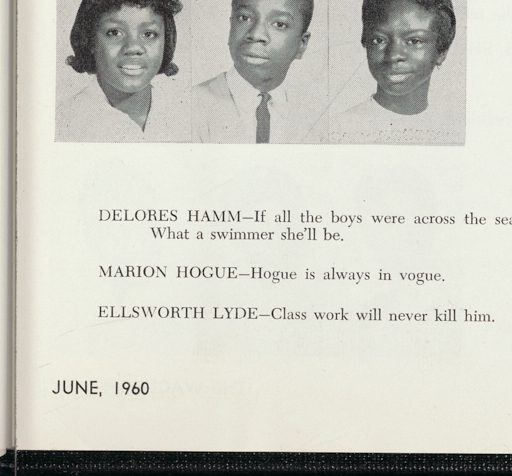 DELORES HAMM—If all the boys were across the
What a swimmer she'll be.
MARION HOGUE—Hogue is always in vogue.
ELLSWORTH LYDE—Class work will never kill him.
JUNE, 1960